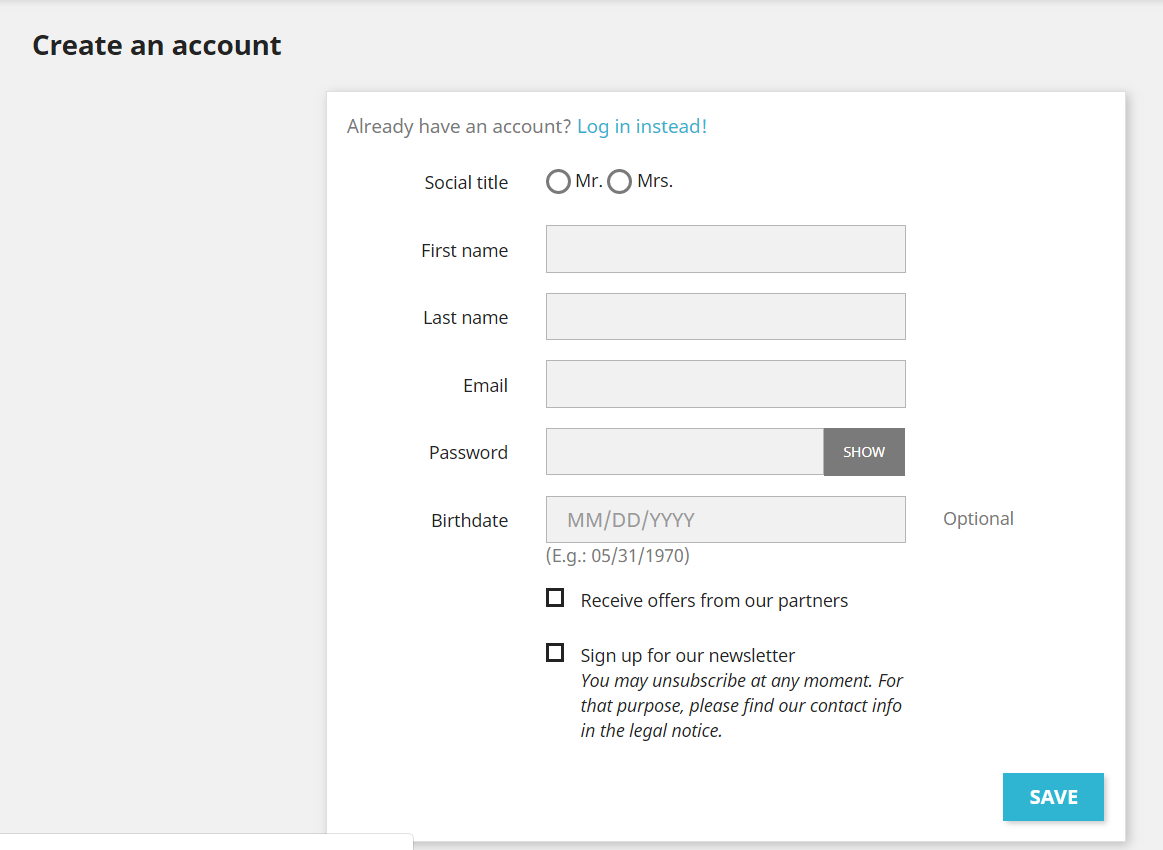 Create an account
Already have an account? Log in instead!
Social title Mr. Mrs.
First name
Last name
Email
Password SHOW
Birthdate MM/DD/YYYY Optional
(E.g.: 05/31/1970)
Receive offers from our partners
Sign up for our newsletter
You may unsubscribe at any moment. For
that purpose, please find our contact info
in the legal notice.
SAVE